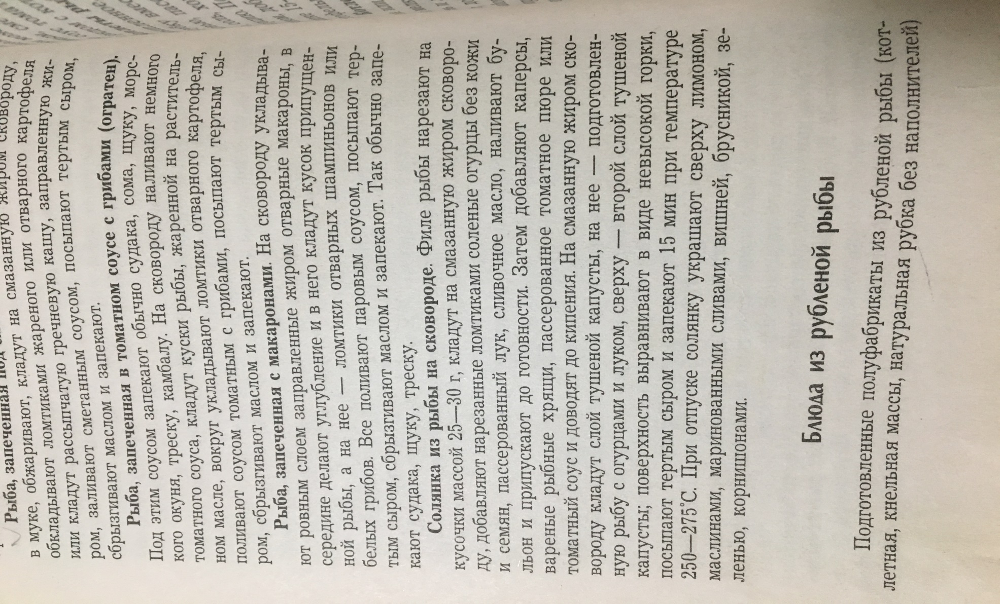 Рыба, запеченная под
в муке, обжаривают, кладут на смазанную жиром сковороду,
обкладывают ломтиками жареного или отварного картофеля
или кладут рассыпчатую гречневую кашу, заправленную жи-
ром, заливают сметанным соусом, посыпают тертым сыром,
сбрызгивают маслом и запекают.
Рыба, запеченная в томатном соусе с грибами (огратен).
Под этим соусом запекают обычно судака, сома, щуку, морс-
кого окуня, треску, камбалу. На сковороду наливают немного
томатного соуса, кладут куски рыбы, жаренной на раститель-
ном масле, вокруг укладывают ломтики отварного картофеля,
поливают соусом томатным с грибами, посыпают тертым сы-
ром, сбрызгивают маслом и запекают.
Рыба, запеченная с макаронами. На сковороду укладыва-
ют ровным слоем заправленные жиром отварные макароны, в
середине делают углубление и в него кладут кусок припущен-
ной рыбы, а на нее — ломтики отварных шампиньонов или
белых грибов. Все поливают паровым соусом, посыпают тер-
тым сыром, сбрызгивают маслом и запекают. Так обычно запе-
кают судака, щуку, треску.
Солянка из рыбы на сковороде. Филе рыбы нарезают на
кусочки массой 25—30 г, кладут на смазанную жиром сковоро-
ду, добавляют нарезанные ломтиками соленые огурцы без кожи
и семян, пассерованный лук, сливочное масло, наливают бу-
льон и припускают до готовности. Затем добавляют каперсы,
вареные рыбные хрящи, пассерованное томатное пюре или
томатный соус и доводят до кипения. На смазанную жиром ско-
вороду кладут слой тушеной капусты, на нее — подготовлен-
ную рыбу с огурцами и луком, сверху — второй слой тушеной
капусты; поверхность выравнивают в виде невысокой горки,
посыпают тертым сыром и запекают 15 мин при температуре
250—275°С. При отпуске солянку украшают сверху лимоном,
маслинами, маринованными сливами, вишней, брусникой, зе-
ленью, корнишонами.
Блюда из рубленой рыбы
Подготовленные полуфабрикаты из рубленой рыбы (кот-
летная, кнельная массы, натуральная рубка без наполнителей)